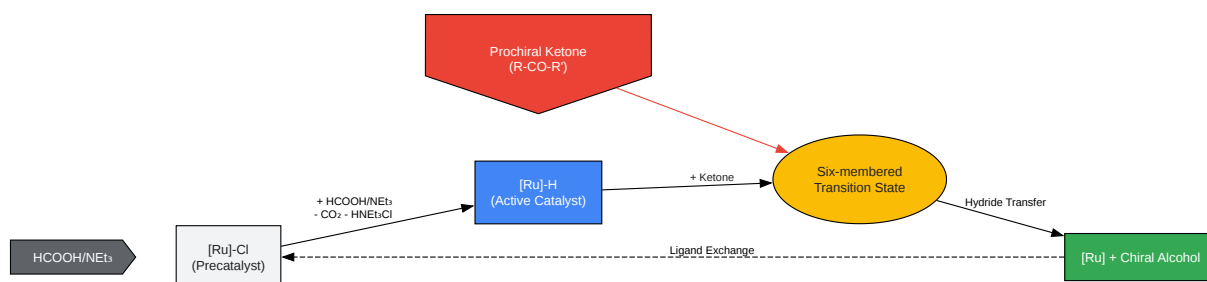 Prochiral Ketone
(R-CO-R')
Six-membered
Transition State
[Ru]-H
(Active Catalyst)
+ Ketone
+ HCOOH/NEt₃
- CO₂ - HNEt₃Cl
Hydride Transfer
HCOOH/NEt₃
[Ru]-Cl
(Precatalyst)
Ligand Exchange
[Ru] + Chiral Alcohol